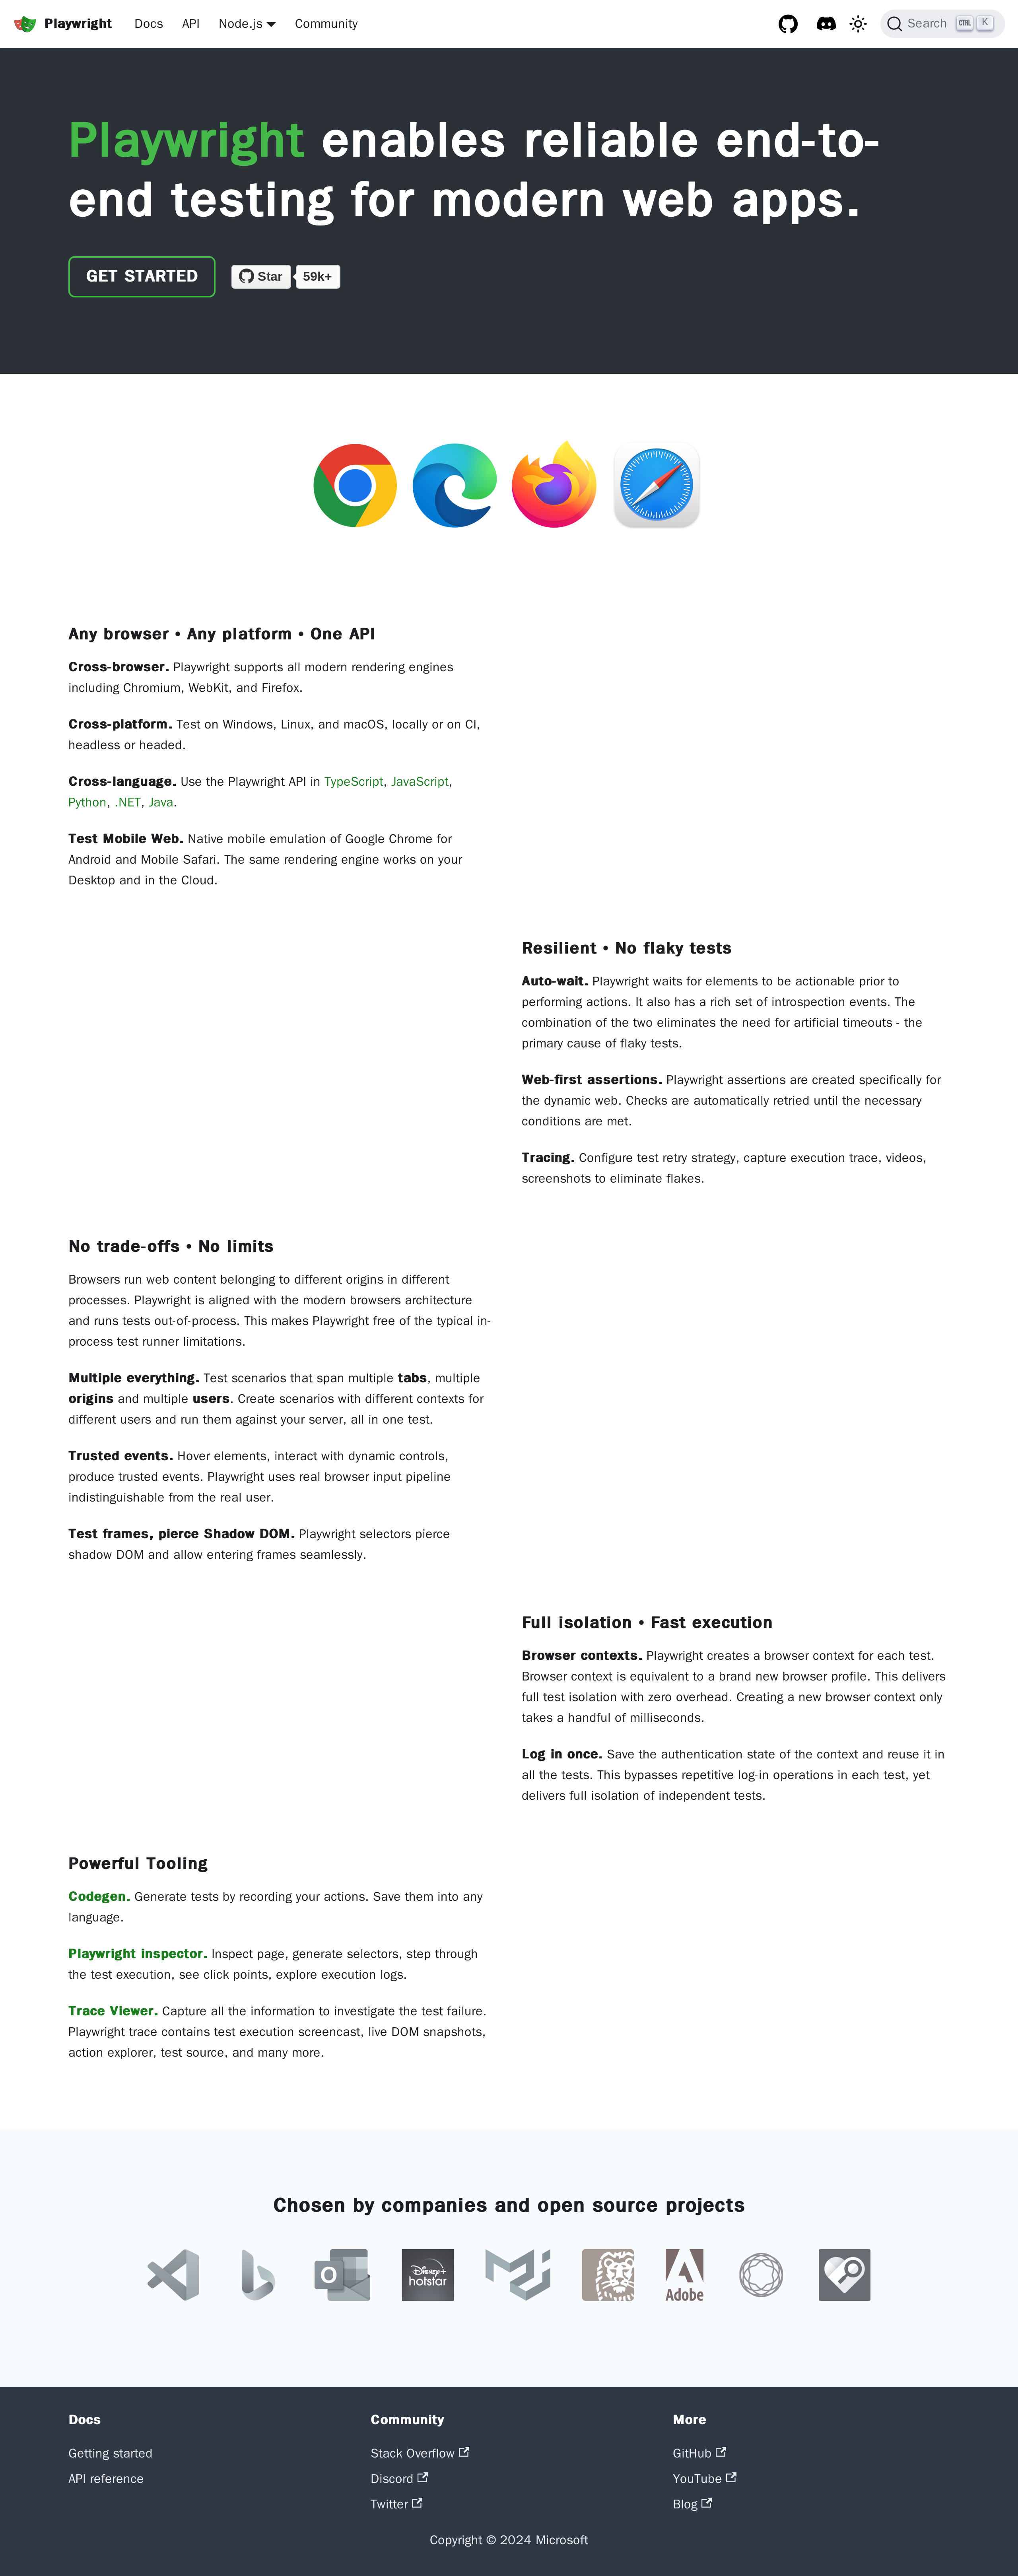 Playwright Docs API Node.js Community Search CTRL K
Playwright enables reliable end-to-
end testing for modern web apps.
GET STARTED Star 59k+
Any browser • Any platform • One API
Cross-browser. Playwright supports all modern rendering engines
including Chromium, WebKit, and Firefox.
Cross-platform. Test on Windows, Linux, and macOS, locally or on CI,
headless or headed.
Cross-language. Use the Playwright API in TypeScript, JavaScript,
Python, .NET, Java.
Test Mobile Web. Native mobile emulation of Google Chrome for
Android and Mobile Safari. The same rendering engine works on your
Desktop and in the Cloud.
Resilient • No flaky tests
Auto-wait. Playwright waits for elements to be actionable prior to
performing actions. It also has a rich set of introspection events. The
combination of the two eliminates the need for artificial timeouts - the
primary cause of flaky tests.
Web-first assertions. Playwright assertions are created specifically for
the dynamic web. Checks are automatically retried until the necessary
conditions are met.
Tracing. Configure test retry strategy, capture execution trace, videos,
screenshots to eliminate flakes.
No trade-offs • No limits
Browsers run web content belonging to different origins in different
processes. Playwright is aligned with the modern browsers architecture
and runs tests out-of-process. This makes Playwright free of the typical in-
process test runner limitations.
Multiple everything. Test scenarios that span multiple tabs, multiple
origins and multiple users. Create scenarios with different contexts for
different users and run them against your server, all in one test.
Trusted events. Hover elements, interact with dynamic controls,
produce trusted events. Playwright uses real browser input pipeline
indistinguishable from the real user.
Test frames, pierce Shadow DOM. Playwright selectors pierce
shadow DOM and allow entering frames seamlessly.
Full isolation • Fast execution
Browser contexts. Playwright creates a browser context for each test.
Browser context is equivalent to a brand new browser profile. This delivers
full test isolation with zero overhead. Creating a new browser context only
takes a handful of milliseconds.
Log in once. Save the authentication state of the context and reuse it in
all the tests. This bypasses repetitive log-in operations in each test, yet
delivers full isolation of independent tests.
Powerful Tooling
Codegen. Generate tests by recording your actions. Save them into any
language.
Playwright inspector. Inspect page, generate selectors, step through
the test execution, see click points, explore execution logs.
Trace Viewer. Capture all the information to investigate the test failure.
Playwright trace contains test execution screencast, live DOM snapshots,
action explorer, test source, and many more.
Chosen by companies and open source projects
O
Disney+
hotstar
Adobe
Docs
Getting started
API reference
Community
Stack Overflow
Discord
Twitter
More
GitHub
YouTube
Blog
Copyright © 2024 Microsoft